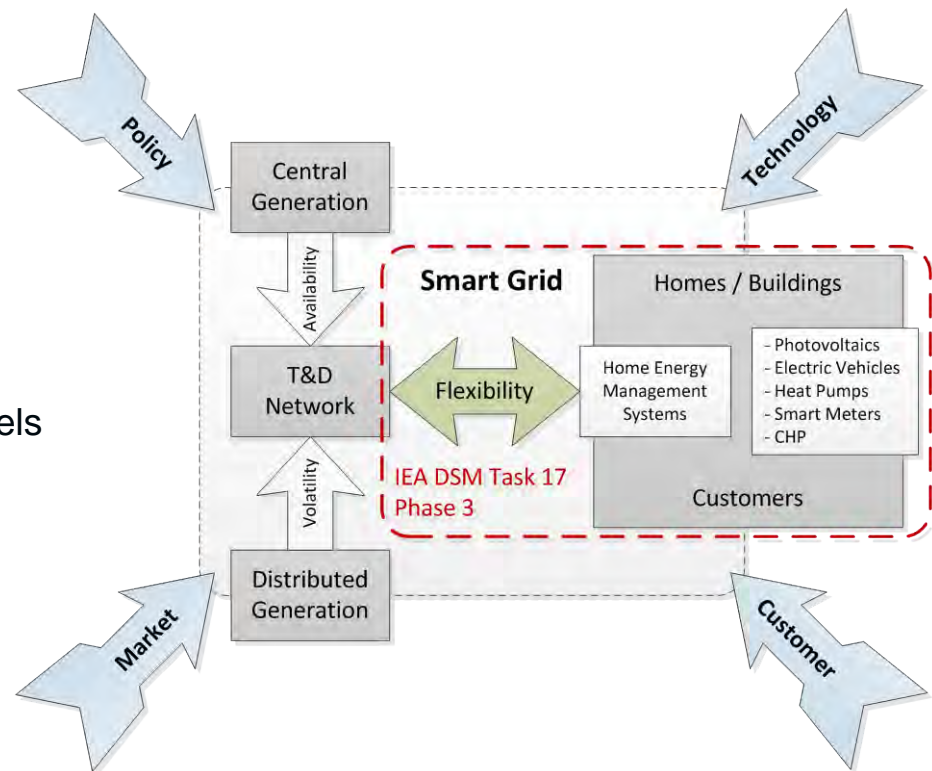 Policy
Technology
Central
Generation
Availability
Smart Grid
Homes / Buildings
T&D
Network
Flexibility
Home Energy
Management
Systems
- Photovoltaics
- Electric Vehicles
- Heat Pumps
- Smart Meters
- CHP
els
IEA DSM Task 17
Phase 3
Volatility
Customers
Distributed
Generation
Market
Customer